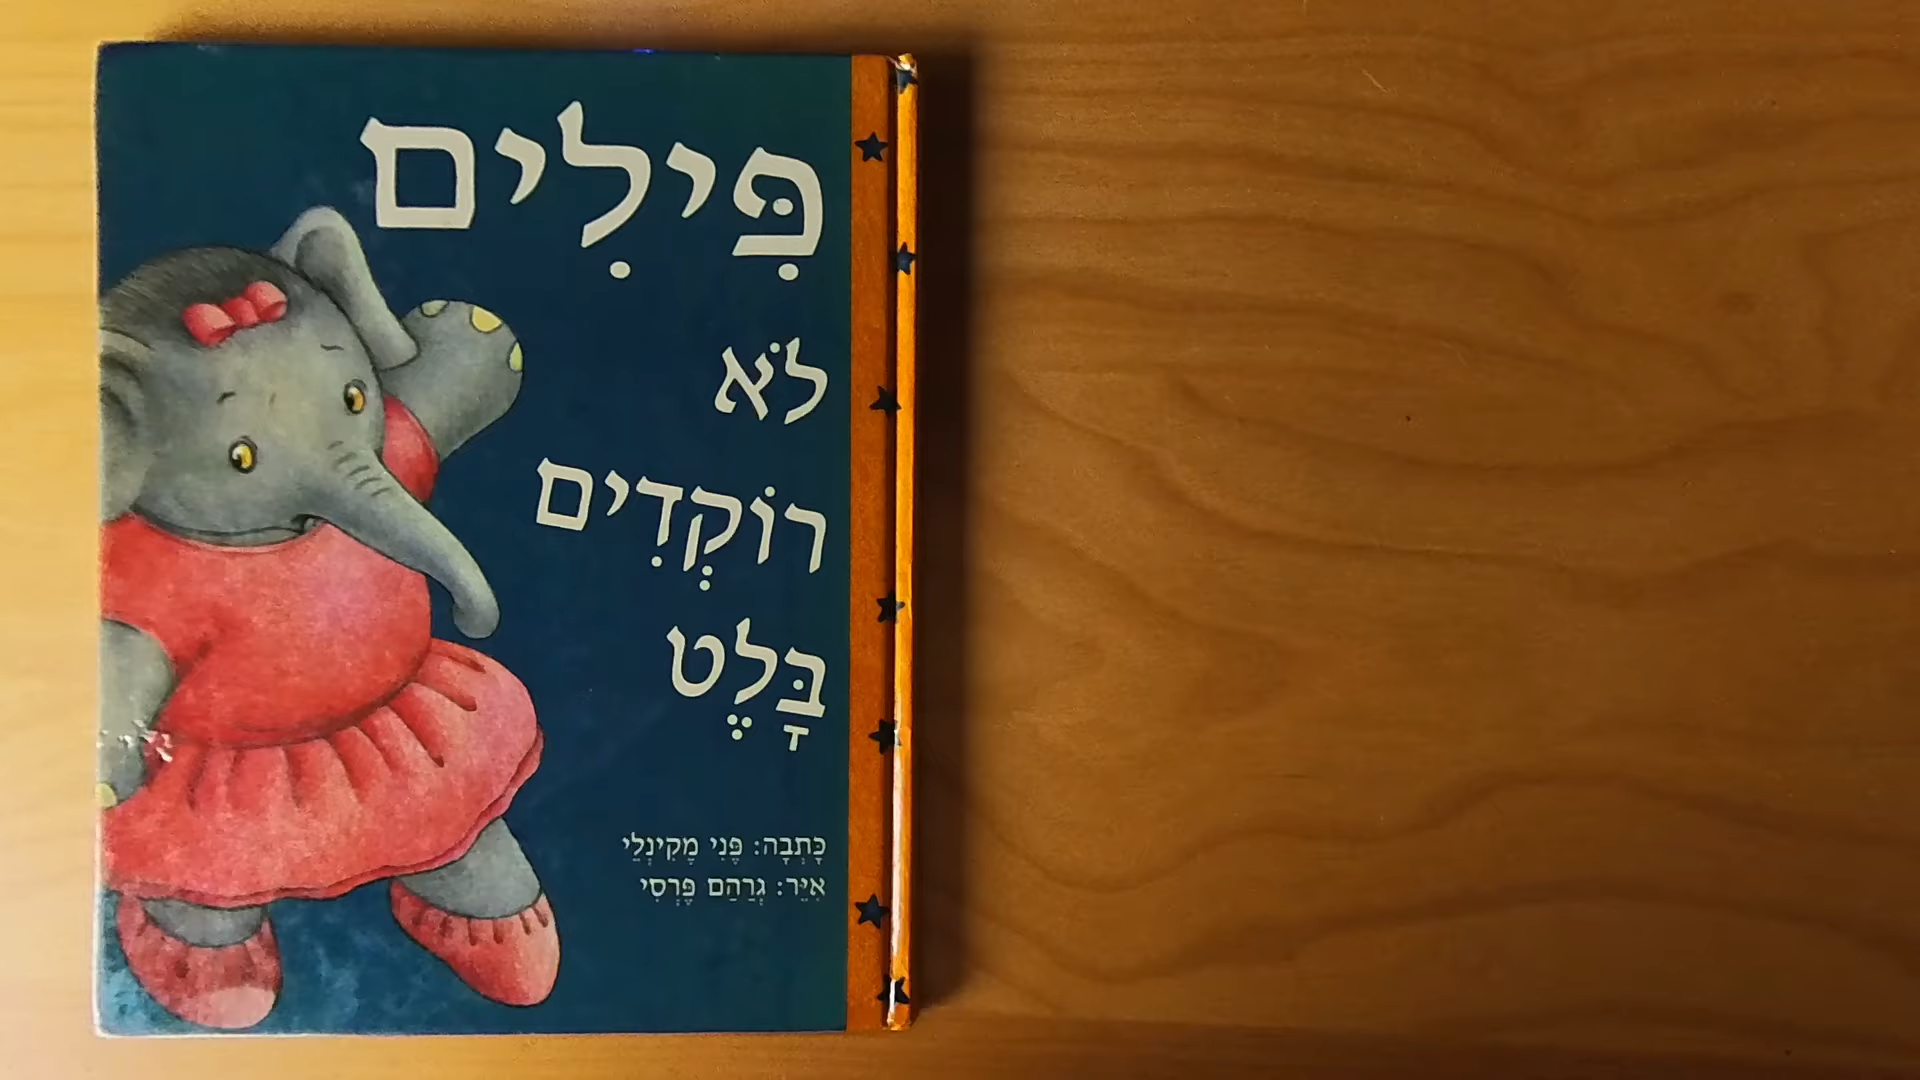 פִּילִים
לֹא
רוֹקְדִים
בָּלֶט
כָּתְבָה: פֶּנִי מֶקִינְלֵי
אִיֵּר: גְרַהַם פֶּרְסִי